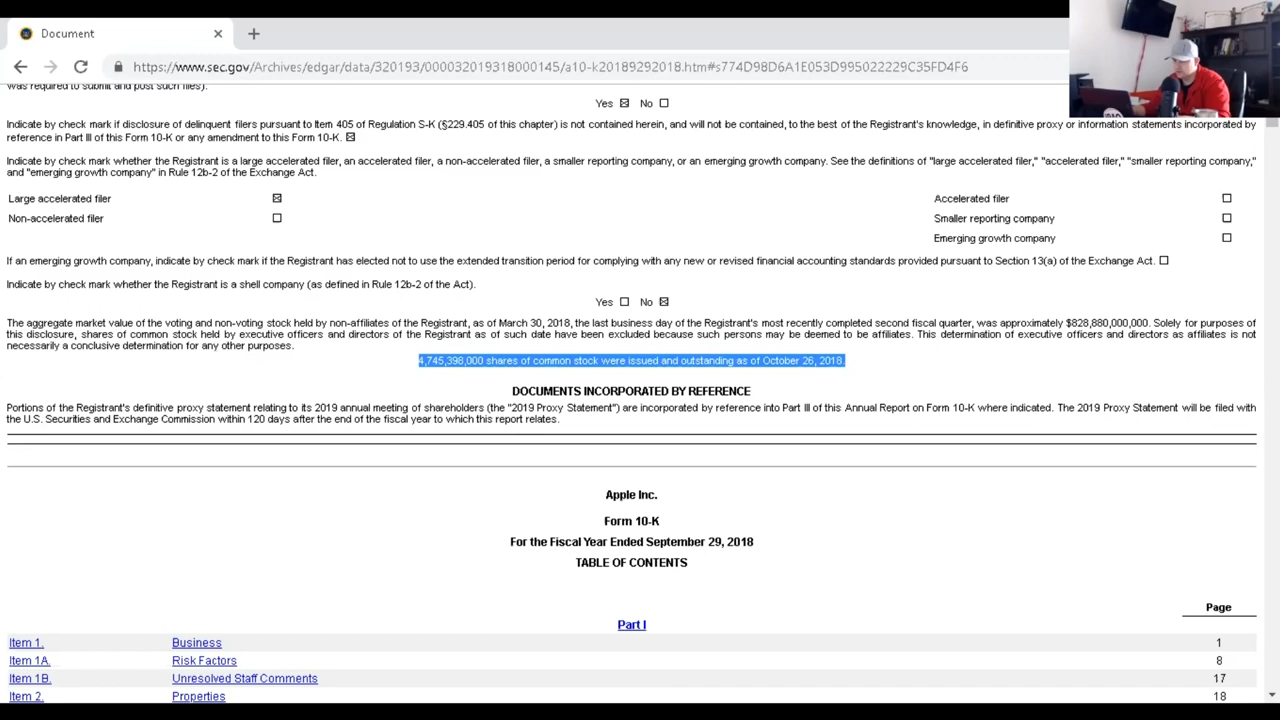 Document
https://www.sec.gov/Archives/edgar/data/320193/000032019318000145/a10-k20189292018.htm#s774D98D6A1E053D995022229C35FD4F6
was required to submit and post such files).
Yes ☒ No ☐
Indicate by check mark if disclosure of delinquent filers pursuant to Item 405 of Regulation S-K (§229.405 of this chapter) is not contained herein, and will not be contained, to the best of the Registrant's knowledge, in definitive proxy or information statements incorporated by
reference in Part III of this Form 10-K or any amendment to this Form 10-K. ☒
Indicate by check mark whether the Registrant is a large accelerated filer, an accelerated filer, a non-accelerated filer, a smaller reporting company, or an emerging growth company. See the definitions of "large accelerated filer," "accelerated filer," "smaller reporting company,"
and "emerging growth company" in Rule 12b-2 of the Exchange Act.
Large accelerated filer ☒ Accelerated filer ☐
Non-accelerated filer ☐ Smaller reporting company ☐
Emerging growth company ☐
If an emerging growth company, indicate by check mark if the Registrant has elected not to use the extended transition period for complying with any new or revised financial accounting standards provided pursuant to Section 13(a) of the Exchange Act. ☐
Indicate by check mark whether the Registrant is a shell company (as defined in Rule 12b-2 of the Act).
Yes ☐ No ☒
The aggregate market value of the voting and non-voting stock held by non-affiliates of the Registrant, as of March 30, 2018, the last business day of the Registrant's most recently completed second fiscal quarter, was approximately $828,880,000,000. Solely for purposes of
this disclosure, shares of common stock held by executive officers and directors of the Registrant as of such date have been excluded because such persons may be deemed to be affiliates. This determination of executive officers and directors as affiliates is not
necessarily a conclusive determination for any other purposes.
4,745,398,000 shares of common stock were issued and outstanding as of October 26, 2018.
DOCUMENTS INCORPORATED BY REFERENCE
Portions of the Registrant's definitive proxy statement relating to its 2019 annual meeting of shareholders (the "2019 Proxy Statement") are incorporated by reference into Part III of this Annual Report on Form 10-K where indicated. The 2019 Proxy Statement will be filed with
the U.S. Securities and Exchange Commission within 120 days after the end of the fiscal year to which this report relates.
Apple Inc.
Form 10-K
For the Fiscal Year Ended September 29, 2018
TABLE OF CONTENTS
Page
Part I
Item 1. Business 1
Item 1A. Risk Factors 8
Item 1B. Unresolved Staff Comments 17
Item 2. Properties 18